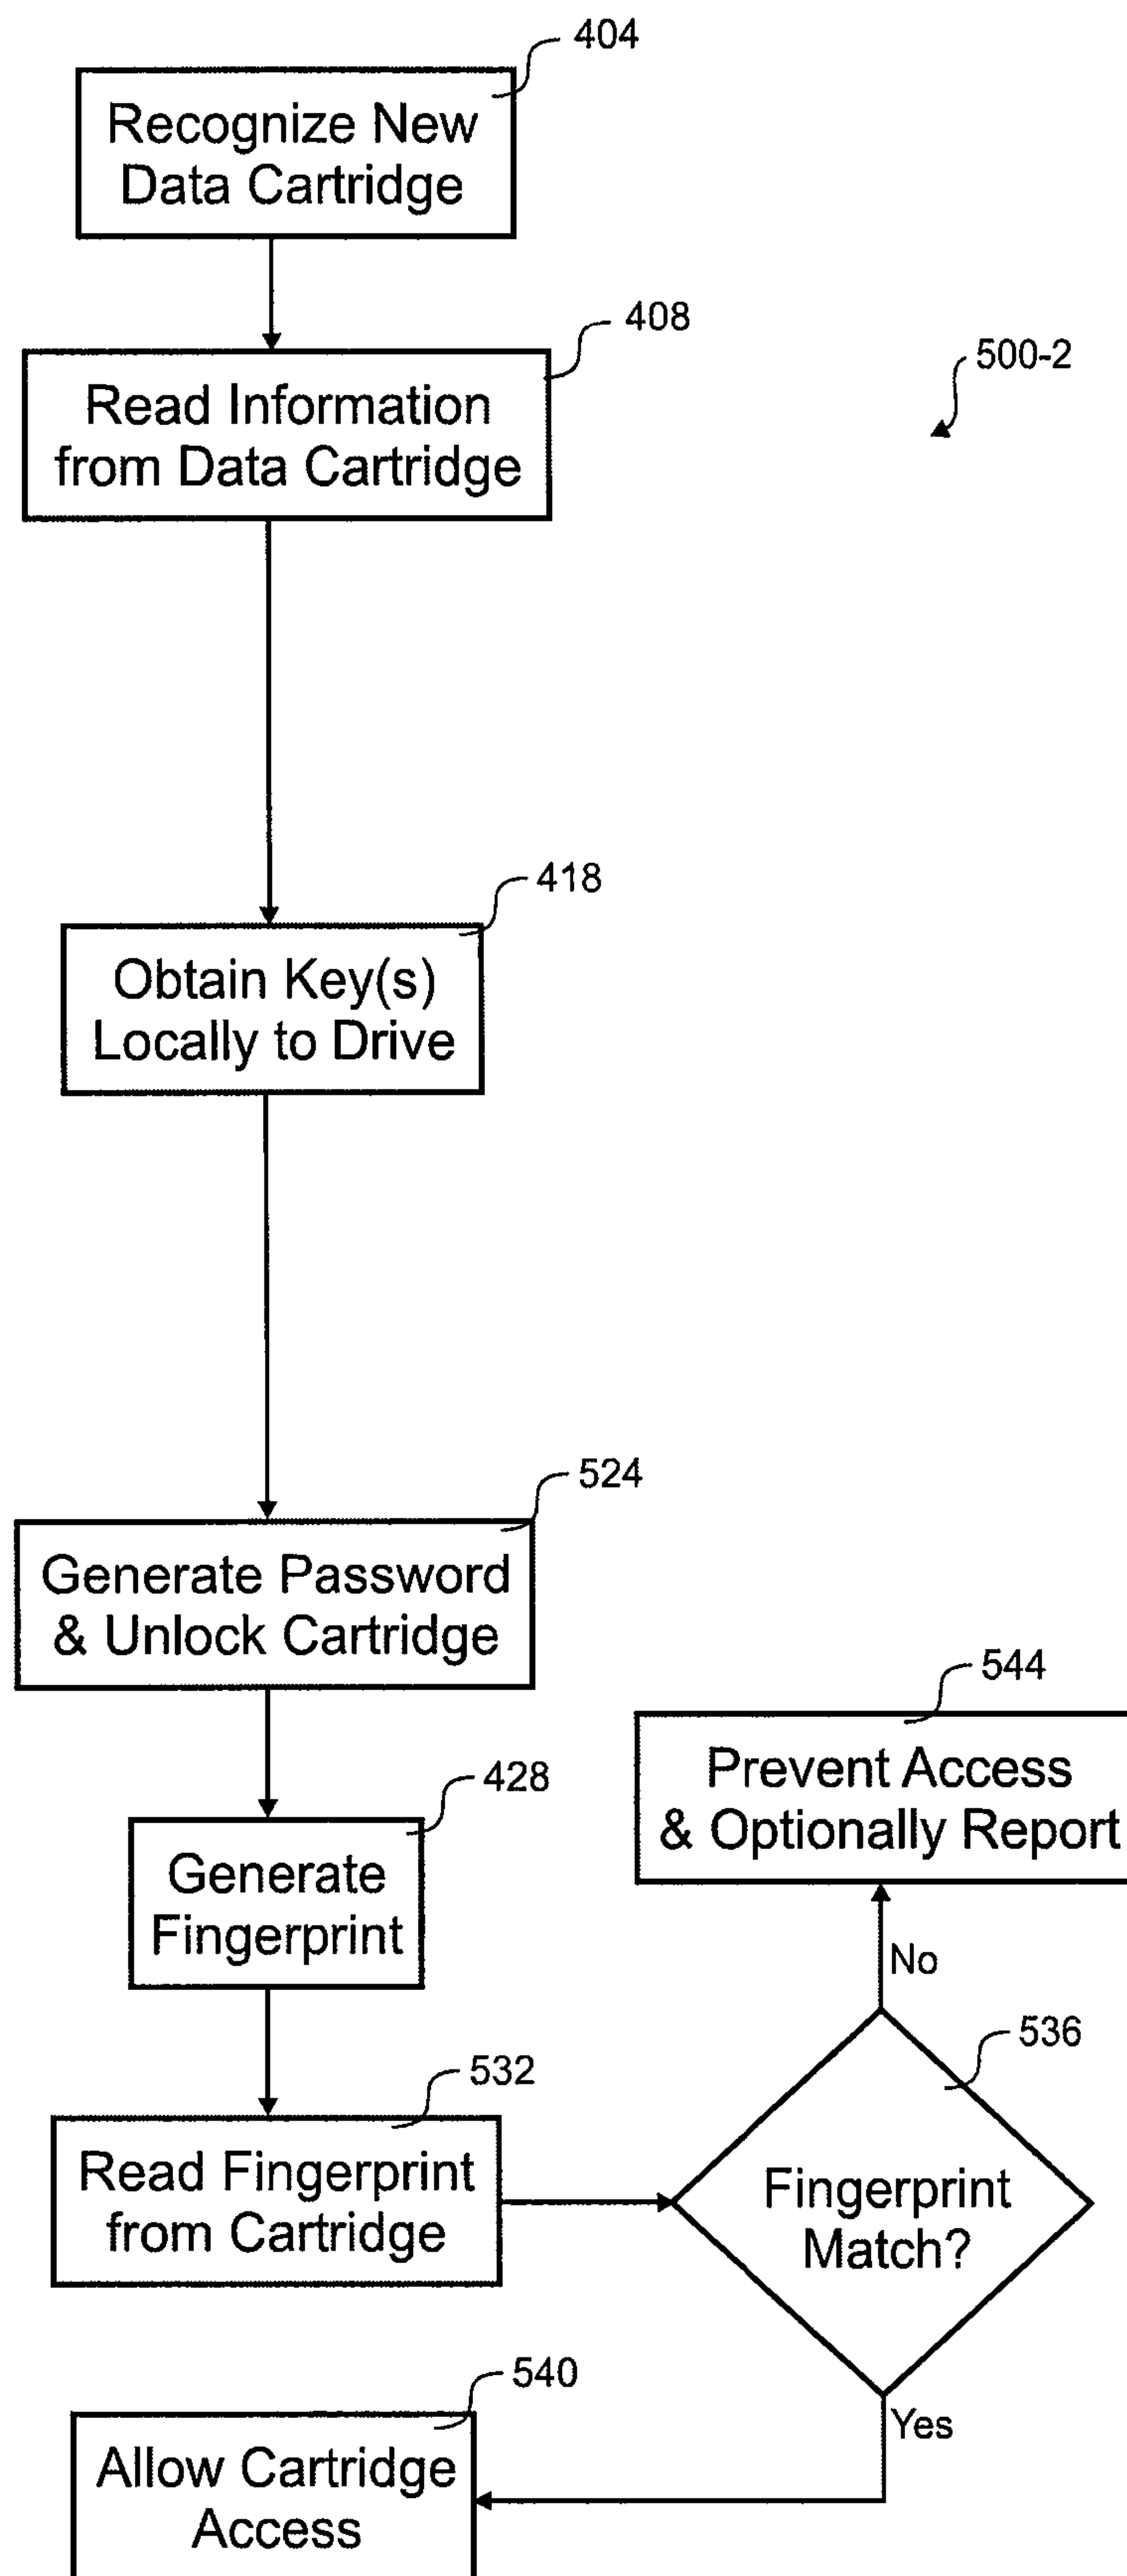 404
Recognize New
Data Cartridge
408
Read Information
from Data Cartridge
500-2
418
Obtain Key(s)
Locally to Drive
524
Generate Password
& Unlock Cartridge
544
Prevent Access
& Optionally Report
428
Generate
Fingerprint
No
536
532
Read Fingerprint
from Cartridge
Fingerprint
Match?
540
Yes
Allow Cartridge
Access